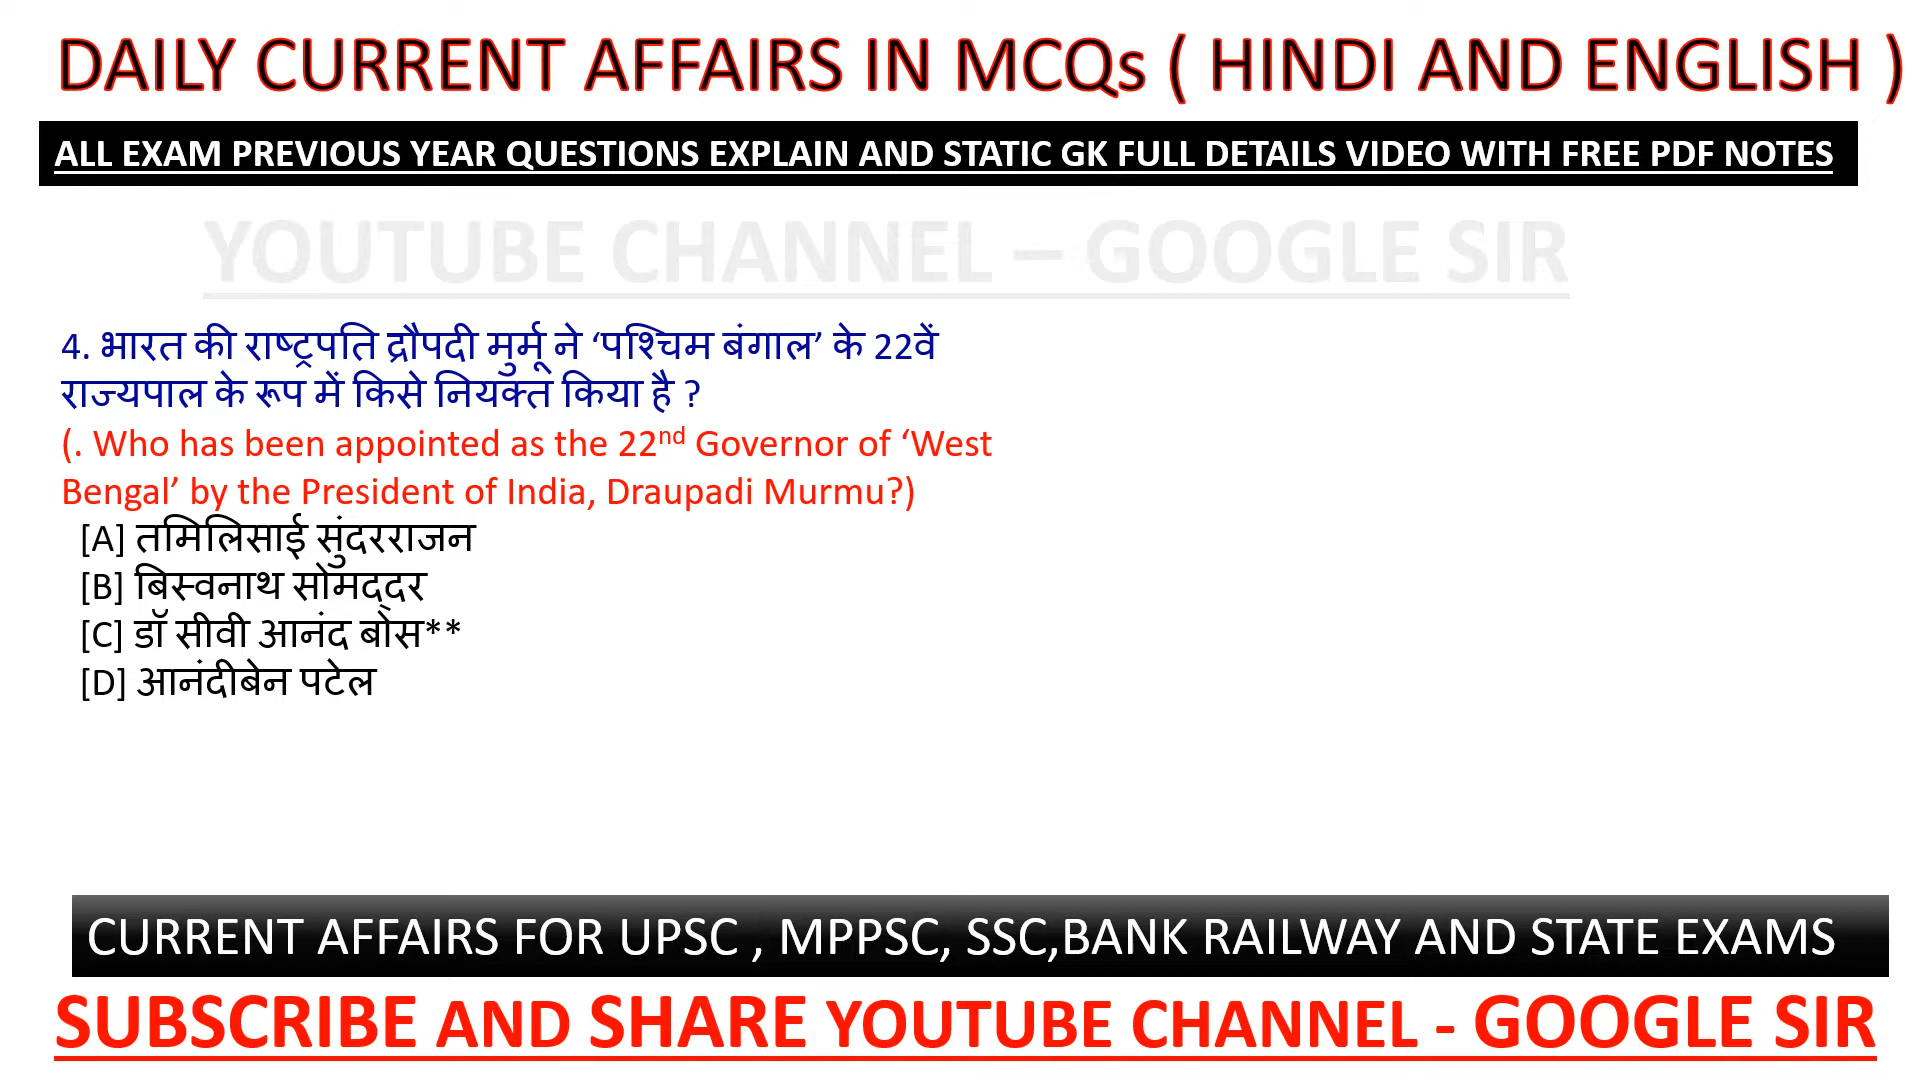 DAILY CURRENT AFFAIRS IN MCQs ( HINDI AND ENGLISH )
ALL EXAM PREVIOUS YEAR QUESTIONS EXPLAIN AND STATIC GK FULL DETAILS VIDEO WITH FREE PDF NOTES
YOUTUBE CHANNEL – GOOGLE SIR
4. भारत की राष्ट्रपति द्रौपदी मुर्मू ने ‘पश्चिम बंगाल’ के 22वें
राज्यपाल के रूप में किसे नियक्त किया है ?
(. Who has been appointed as the 22nd Governor of ‘West
Bengal’ by the President of India, Draupadi Murmu?)
[A] तमिलिसाई सुंदरराजन
[B] बिस्वनाथ सोमद्दर
[C] डॉ सीवी आनंद बोस**
[D] आनंदीबेन पटेल
CURRENT AFFAIRS FOR UPSC , MPPSC, SSC,BANK RAILWAY AND STATE EXAMS
SUBSCRIBE AND SHARE YOUTUBE CHANNEL - GOOGLE SIR